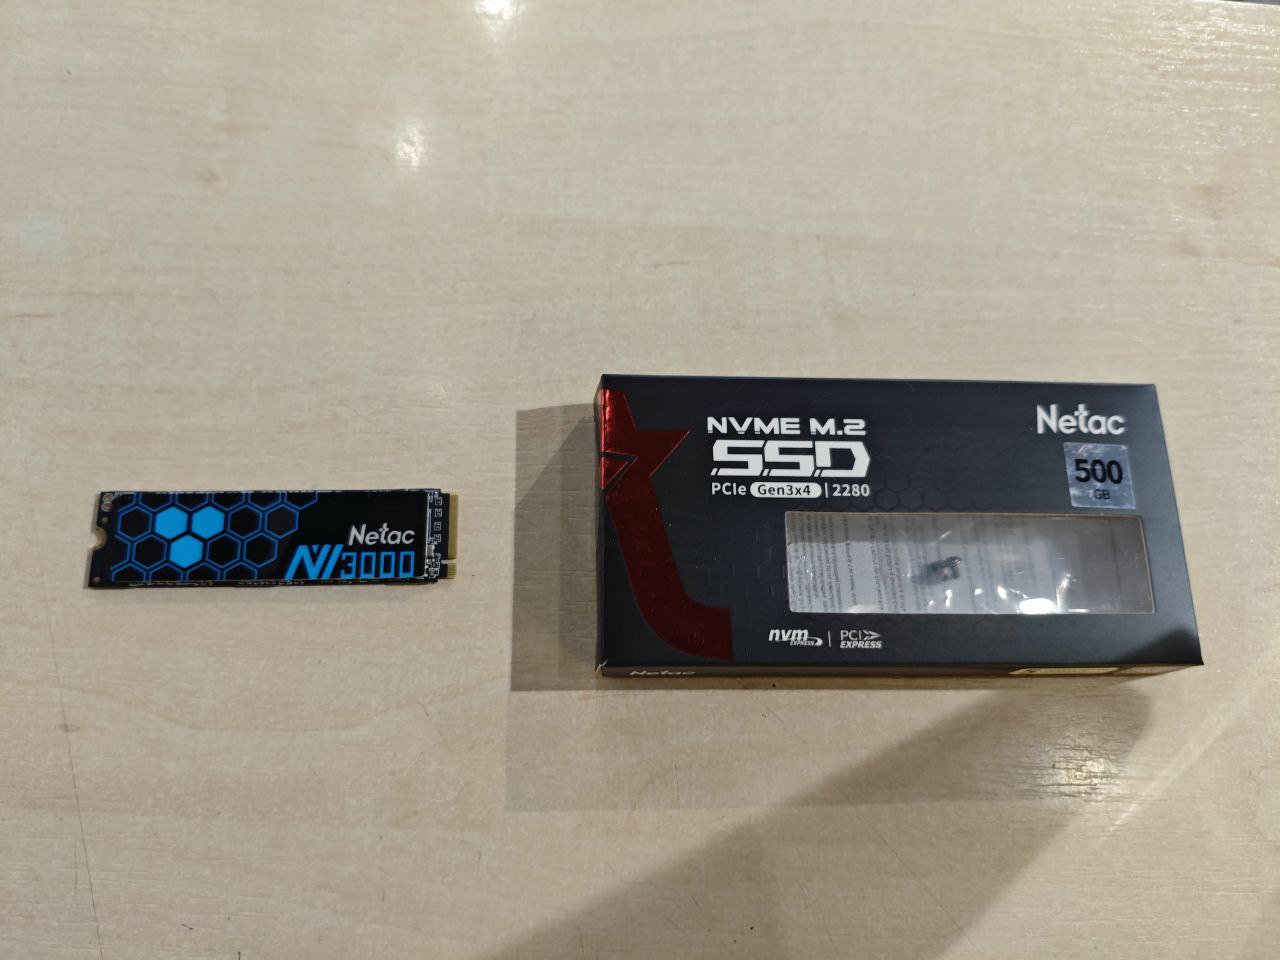 Netac
NV3000
NVME M.2
SSD
PCIe Gen3x4 | 2280
Netac
500
GB
nvm
EXPRESS
PCI
EXPRESS
Netac